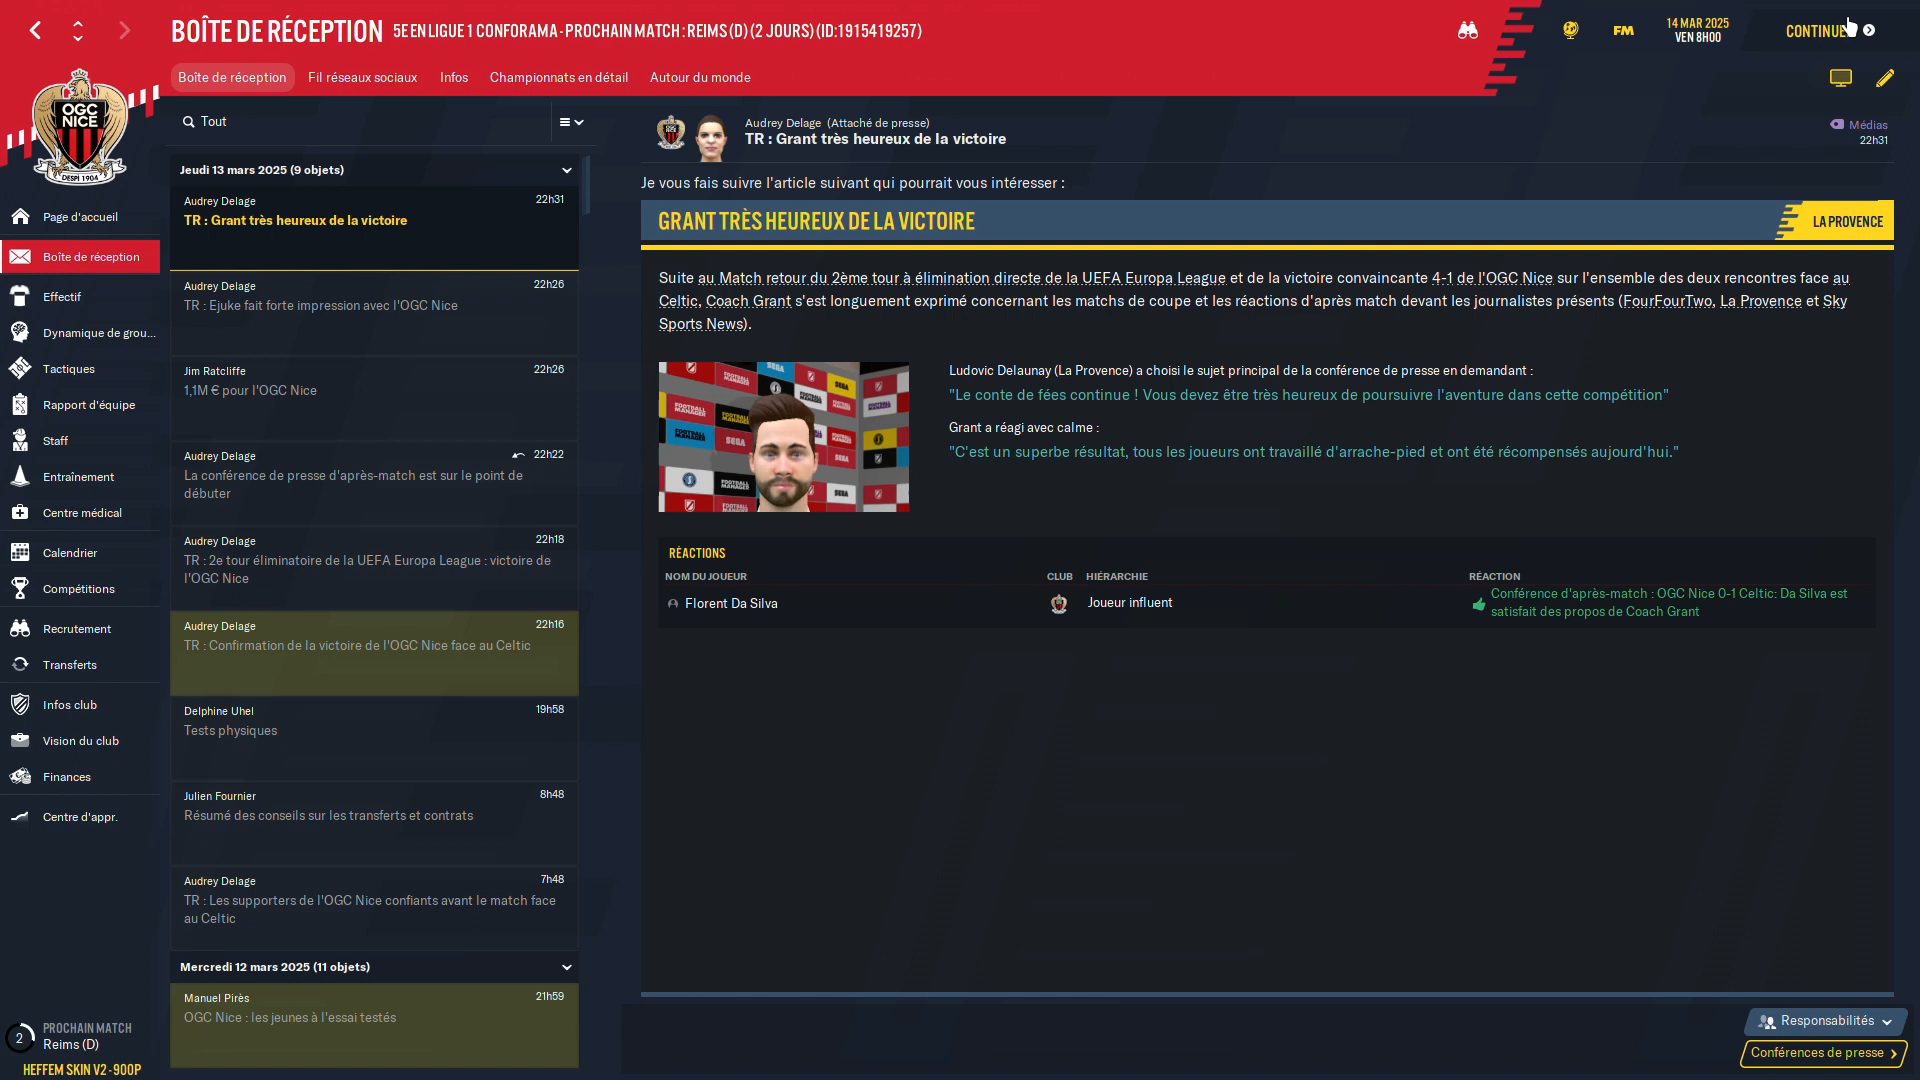 BOÎTE DE RÉCEPTION
5E EN LIGUE 1 CONFORAMA - PROCHAIN MATCH : REIMS (D) (2 JOURS) (ID:1915419257)
FM
14 MAR 2025
VEN 8H00
CONTINUE
Boîte de réception
Fil réseaux sociaux
Infos
Championnats en détail
Autour du monde
OGC
NICE
DEPUIS 1904
Page d'accueil
Boîte de réception
Effectif
Dynamique de grou...
Tactiques
Rapport d'équipe
Staff
Entraînement
Centre médical
Calendrier
Compétitions
Recrutement
Transferts
Infos club
Vision du club
Finances
Centre d'appr.
2
PROCHAIN MATCH
Reims (D)
HEFFEM SKIN V2 - 900P
Tout
Jeudi 13 mars 2025 (9 objets)
Audrey Delage
22h31
TR : Grant très heureux de la victoire
Audrey Delage
22h26
TR : Ejuke fait forte impression avec l'OGC Nice
Jim Ratcliffe
22h26
1,1M € pour l'OGC Nice
Audrey Delage
22h22
La conférence de presse d'après-match est sur le point de
débuter
Audrey Delage
22h18
TR : 2e tour éliminatoire de la UEFA Europa League : victoire de
l'OGC Nice
Audrey Delage
22h16
TR : Confirmation de la victoire de l'OGC Nice face au Celtic
Delphine Uhel
19h58
Tests physiques
Julien Fournier
8h48
Résumé des conseils sur les transferts et contrats
Audrey Delage
7h48
TR : Les supporters de l'OGC Nice confiants avant le match face
au Celtic
Mercredi 12 mars 2025 (11 objets)
Manuel Pirès
21h59
OGC Nice : les jeunes à l'essai testés
Audrey Delage (Attaché de presse)
TR : Grant très heureux de la victoire
Médias
22h31
Je vous fais suivre l'article suivant qui pourrait vous intéresser :
GRANT TRÈS HEUREUX DE LA VICTOIRE
LA PROVENCE
Suite au Match retour du 2ème tour à élimination directe de la UEFA Europa League et de la victoire convaincante 4-1 de l'OGC Nice sur l'ensemble des deux rencontres face au
Celtic, Coach Grant s'est longuement exprimé concernant les matchs de coupe et les réactions d'après match devant les journalistes présents (FourFourTwo, La Provence et Sky
Sports News).
Ludovic Delaunay (La Provence) a choisi le sujet principal de la conférence de presse en demandant :
"Le conte de fées continue ! Vous devez être très heureux de poursuivre l'aventure dans cette compétition"
Grant a réagi avec calme :
"C'est un superbe résultat, tous les joueurs ont travaillé d'arrache-pied et ont été récompensés aujourd'hui."
RÉACTIONS
NOM DU JOUEUR
CLUB
HIÉRARCHIE
RÉACTION
Florent Da Silva
Joueur influent
Conférence d'après-match : OGC Nice 0-1 Celtic: Da Silva est
satisfait des propos de Coach Grant
Responsabilités
Conférences de presse